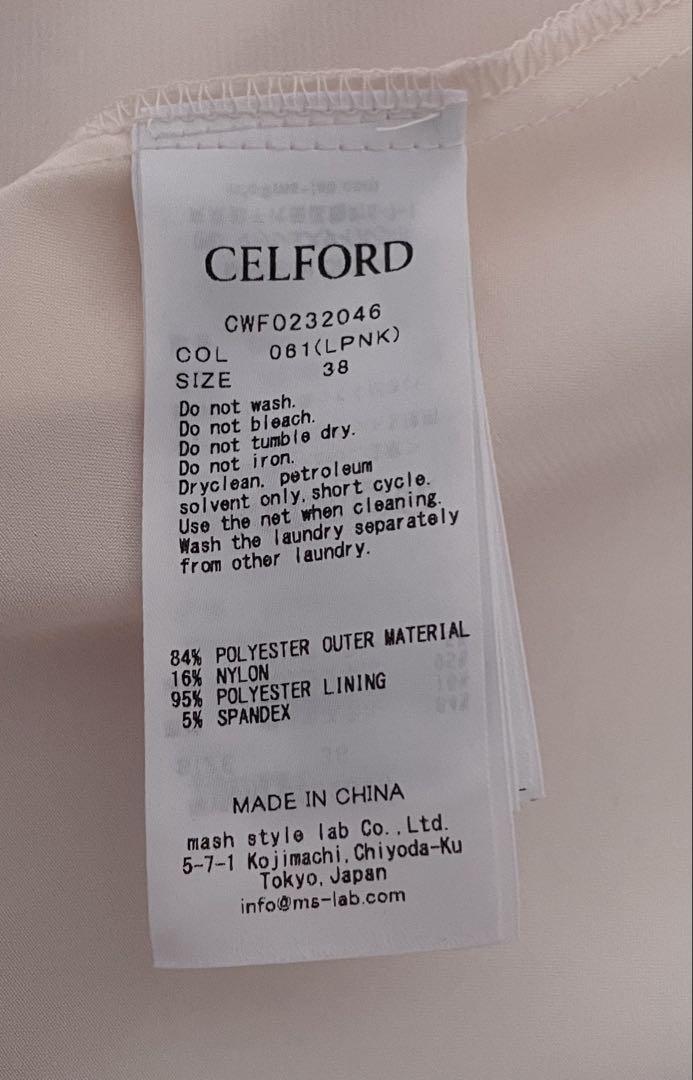 CELFORD
CWFO232046
COL 061(LPNK)
SIZE 38
Do not wash.
Do not bleach.
Do not tumble dry.
Do not iron.
Dryclean. petroleum
solvent only, short cycle.
Use the net when cleaning.
Wash the laundry separately
from other laundry.
84% POLYESTER OUTER MATERIAL
16% NYLON
95% POLYESTER LINING
5% SPANDEX
MADE IN CHINA
mash style lab Co.,Ltd.
5-7-1 Kojimachi,Chiyoda-Ku
Tokyo,Japan
info@ms-lab.com